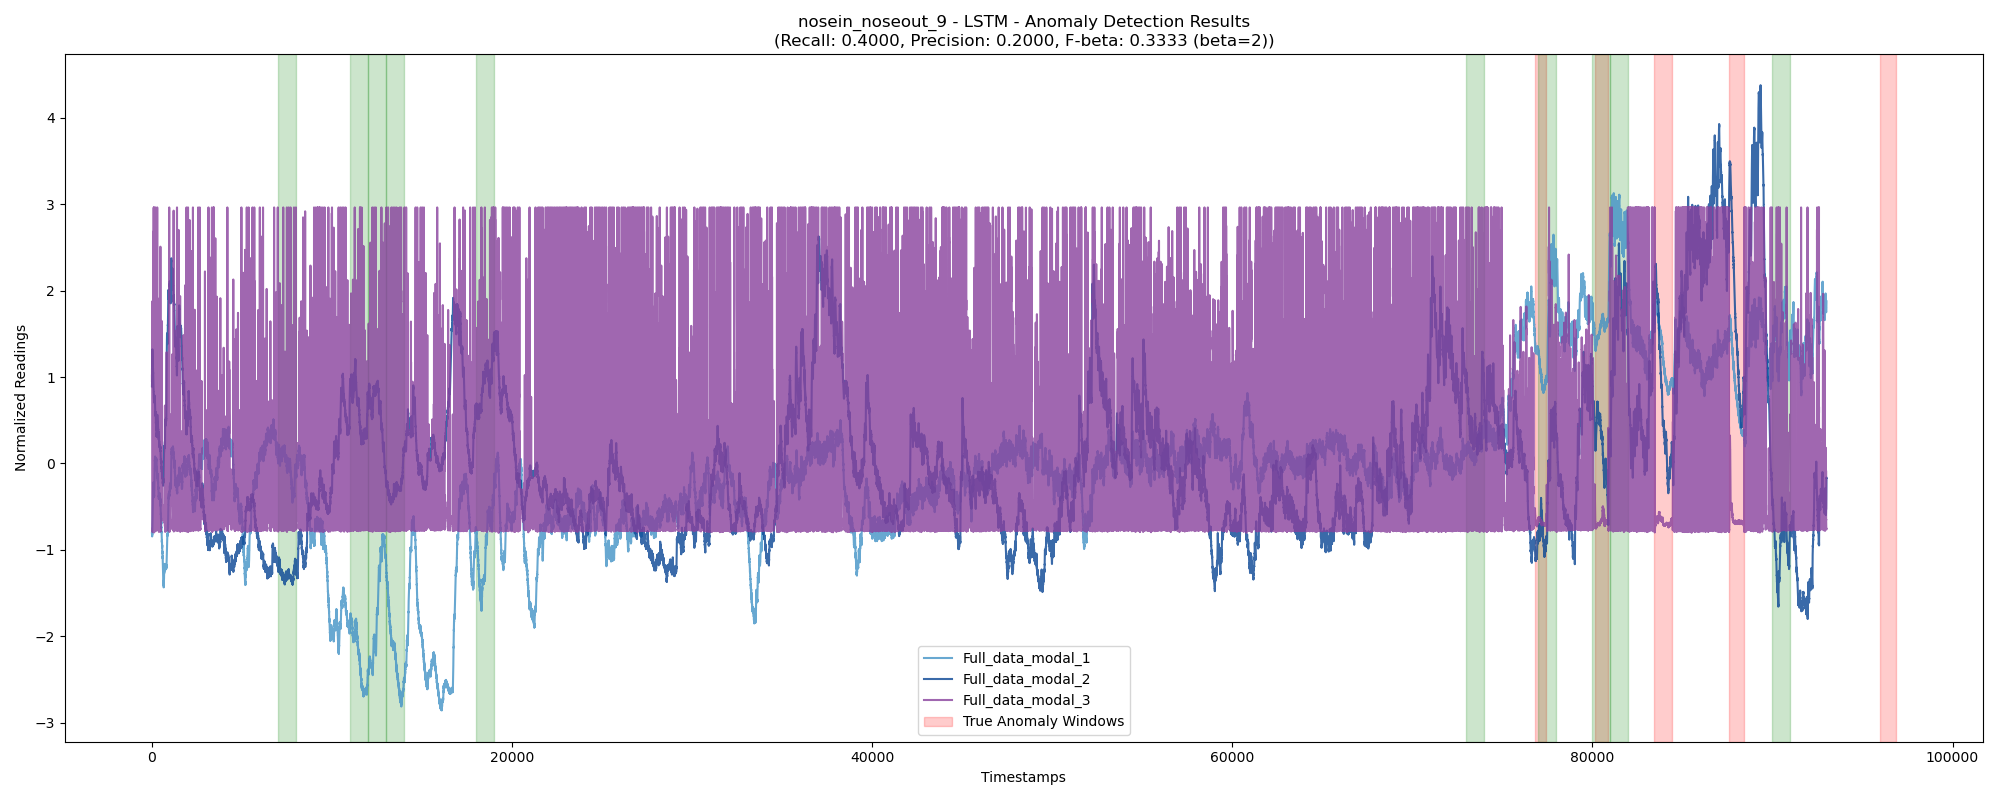 nosein_noseout_9 - LSTM - Anomaly Detection Results
(Recall: 0.4000, Precision: 0.2000, F-beta: 0.3333 (beta=2))
Normalized Readings
4
3
2
1
0
−1
−2
−3
Full_data_modal_1
Full_data_modal_2
Full_data_modal_3
True Anomaly Windows
0
20000
40000
60000
80000
100000
Timestamps